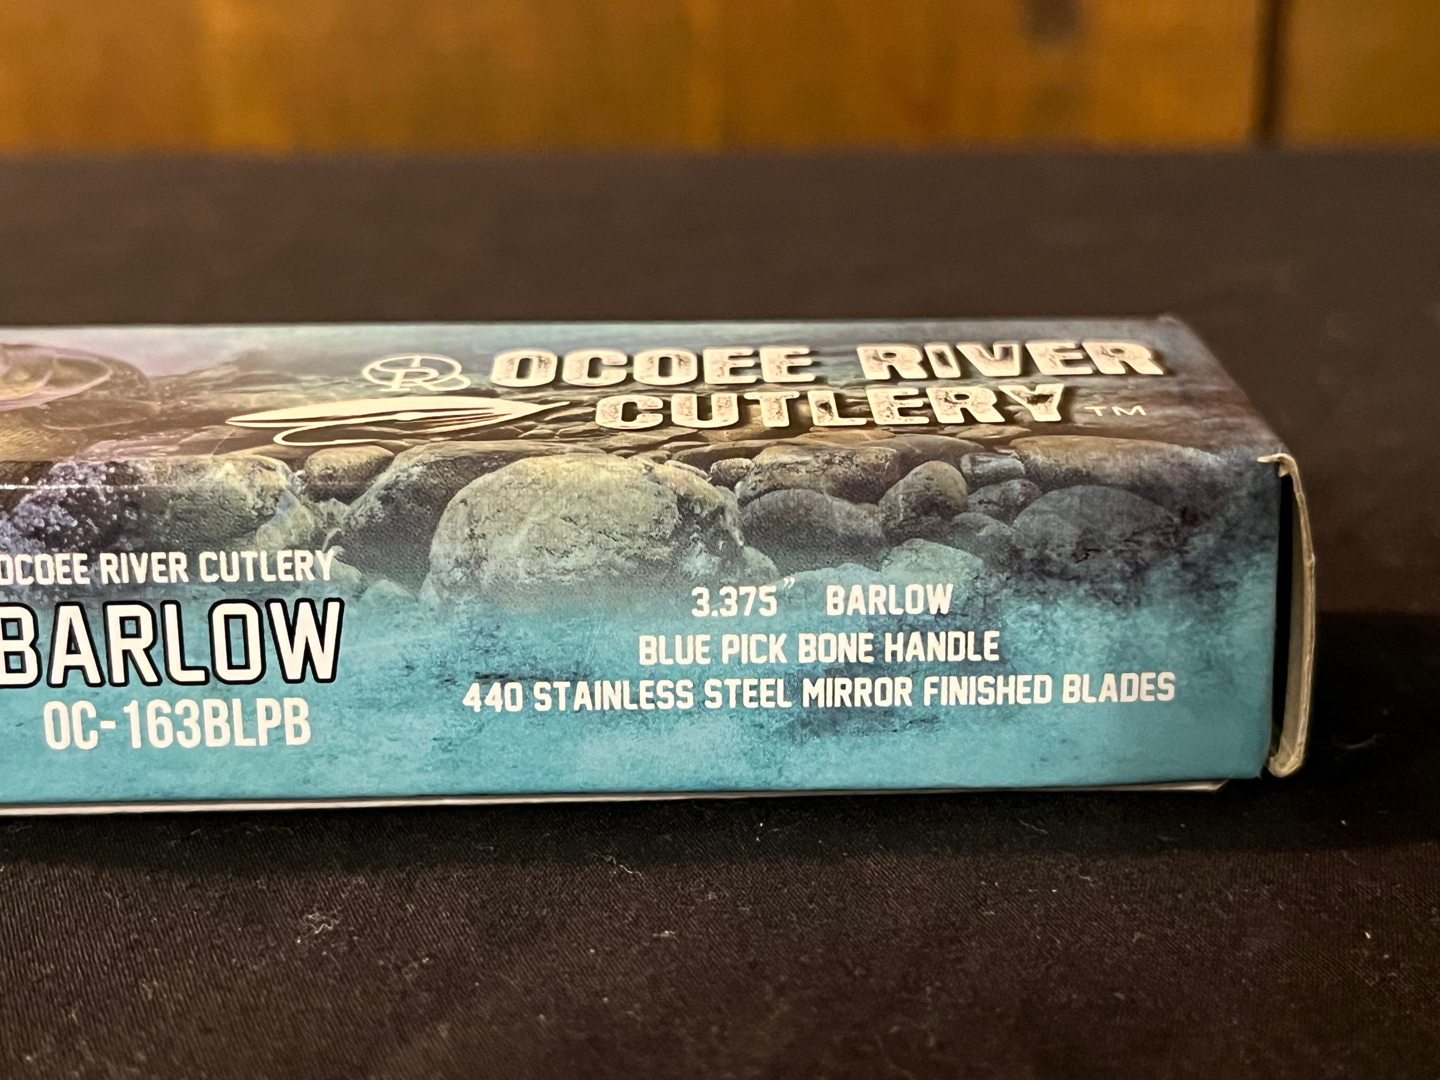 OCOEE RIVER
CUTLERY™
OCOEE RIVER CUTLERY
BARLOW
OC-163BLPB
3.375" BARLOW
BLUE PICK BONE HANDLE
440 STAINLESS STEEL MIRROR FINISHED BLADES